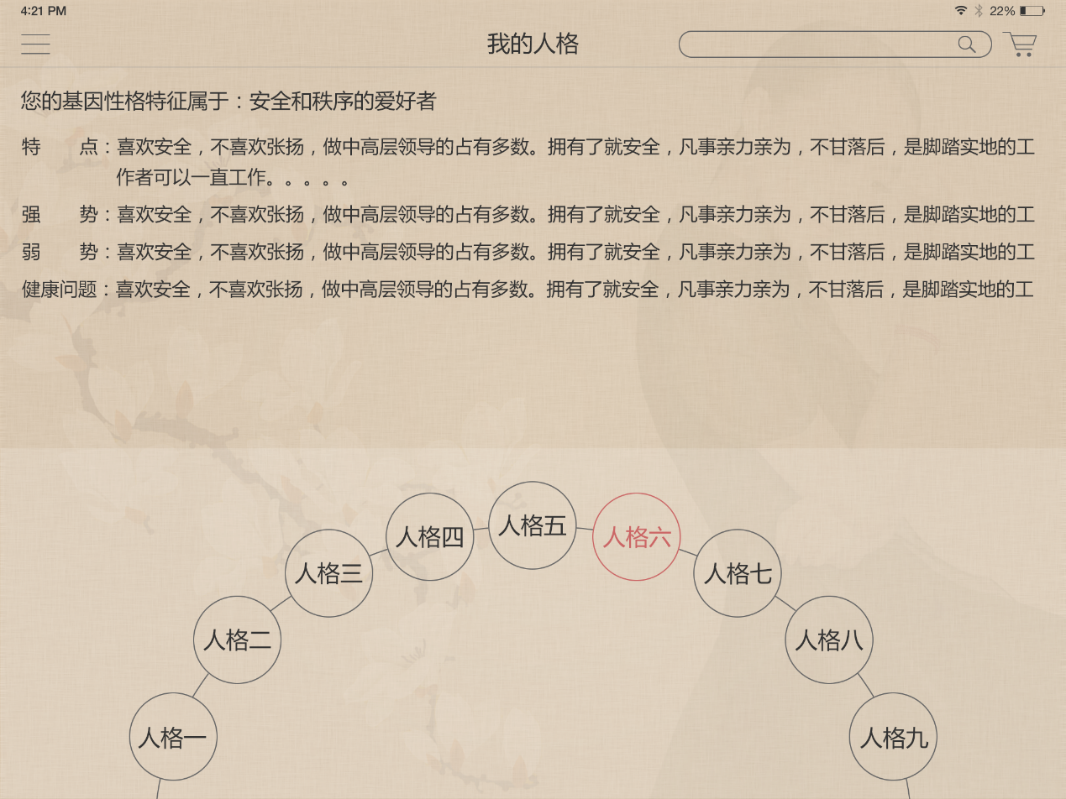 4:21 PM
22%
我的人格
您的基因性格特征属于：安全和秩序的爱好者
特 点：喜欢安全，不喜欢张扬，做中高层领导的占有多数。拥有了就安全，凡事亲力亲为，不甘落后，是脚踏实地的工
作者可以一直工作。。。。。
强 势：喜欢安全，不喜欢张扬，做中高层领导的占有多数。拥有了就安全，凡事亲力亲为，不甘落后，是脚踏实地的工
弱 势：喜欢安全，不喜欢张扬，做中高层领导的占有多数。拥有了就安全，凡事亲力亲为，不甘落后，是脚踏实地的工
健康问题：喜欢安全，不喜欢张扬，做中高层领导的占有多数。拥有了就安全，凡事亲力亲为，不甘落后，是脚踏实地的工
人格一
人格二
人格三
人格四
人格五
人格六
人格七
人格八
人格九